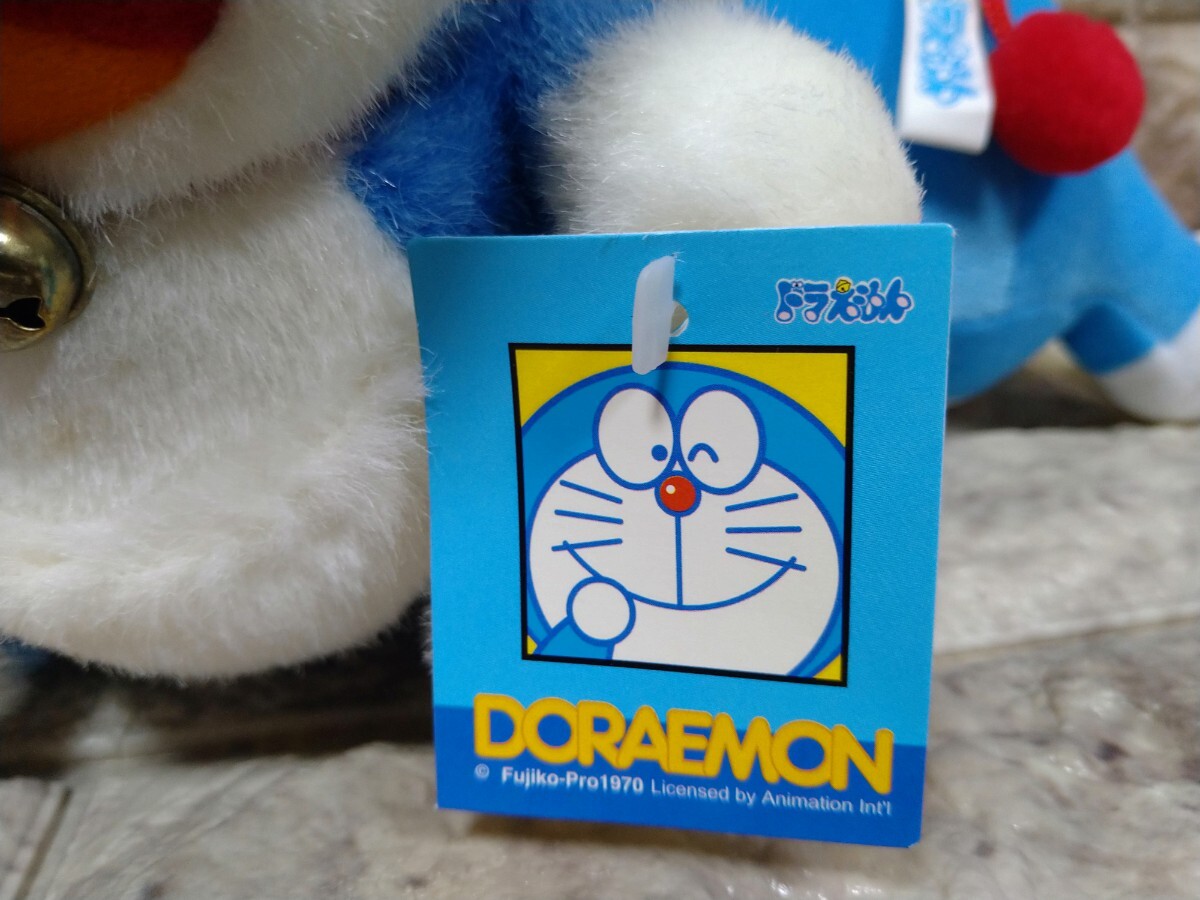 ドラえもん
DORAEMON
© Fujiko-Pro1970 Licensed by Animation Int'l